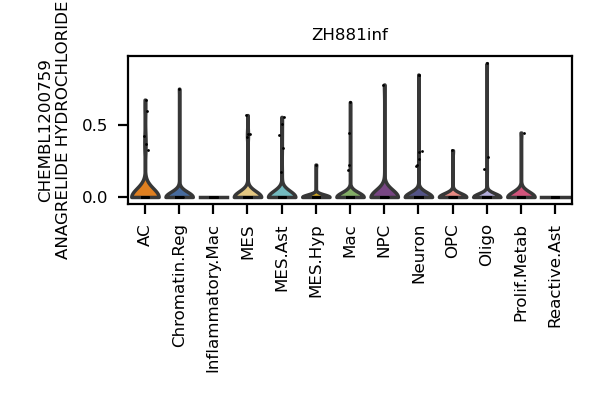 ZH881inf
CHEMBL1200759
ANAGRELIDE HYDROCHLORIDE
0.5
0.0
AC
Chromatin.Reg
Inflammatory.Mac
MES
MES.Ast
MES.Hyp
Mac
NPC
Neuron
OPC
Oligo
Prolif.Metab
Reactive.Ast